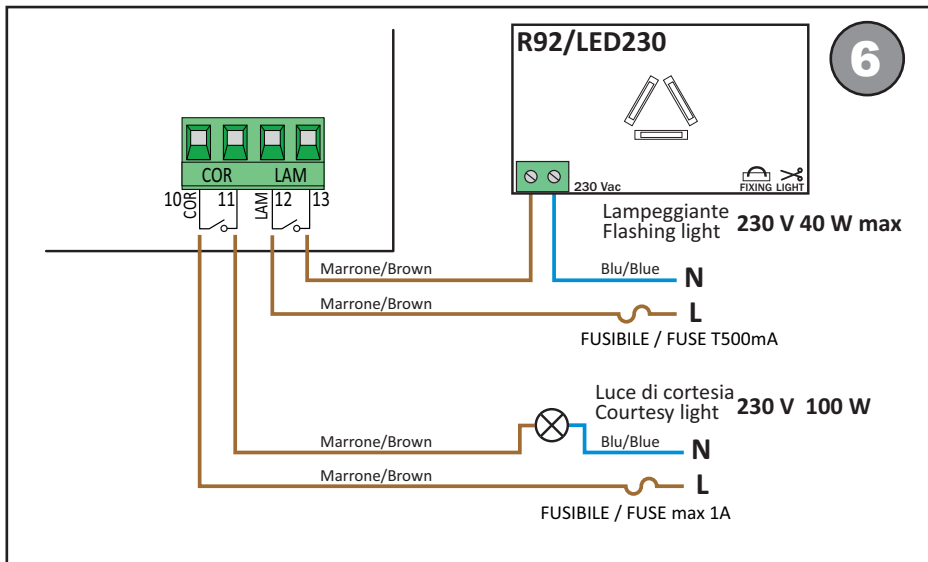 R92/LED230
6
COR LAM
10 COR 11 LAM 12 13
230 Vac
FIXING LIGHT
Lampeggiante
Flashing light
230 V 40 W max
Marrone/Brown
Blu/Blue
N
Marrone/Brown
L
FUSIBILE / FUSE T500mA
Luce di cortesia
Courtesy light
230 V 100 W
Marrone/Brown
Blu/Blue
N
Marrone/Brown
L
FUSIBILE / FUSE max 1A